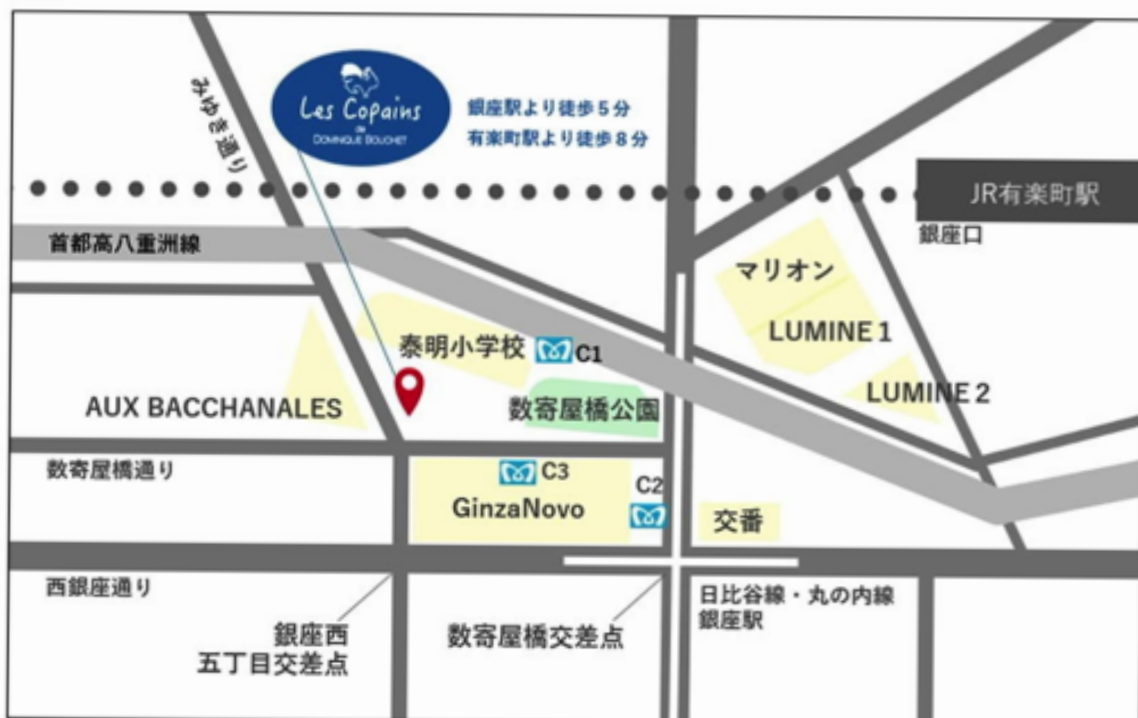 みゆき通り
Les Copains
de
DOMINIQUE BOUCHET
銀座駅より徒歩5分
有楽町駅より徒歩8分
JR有楽町駅
銀座口
首都高八重洲線
マリオン
LUMINE 1
LUMINE 2
泰明小学校
C1
AUX BACCHANALES
数寄屋橋公園
数寄屋橋通り
C3
C2
GinzaNovo
交番
西銀座通り
日比谷線・丸の内線
銀座駅
銀座西
五丁目交差点
数寄屋橋交差点